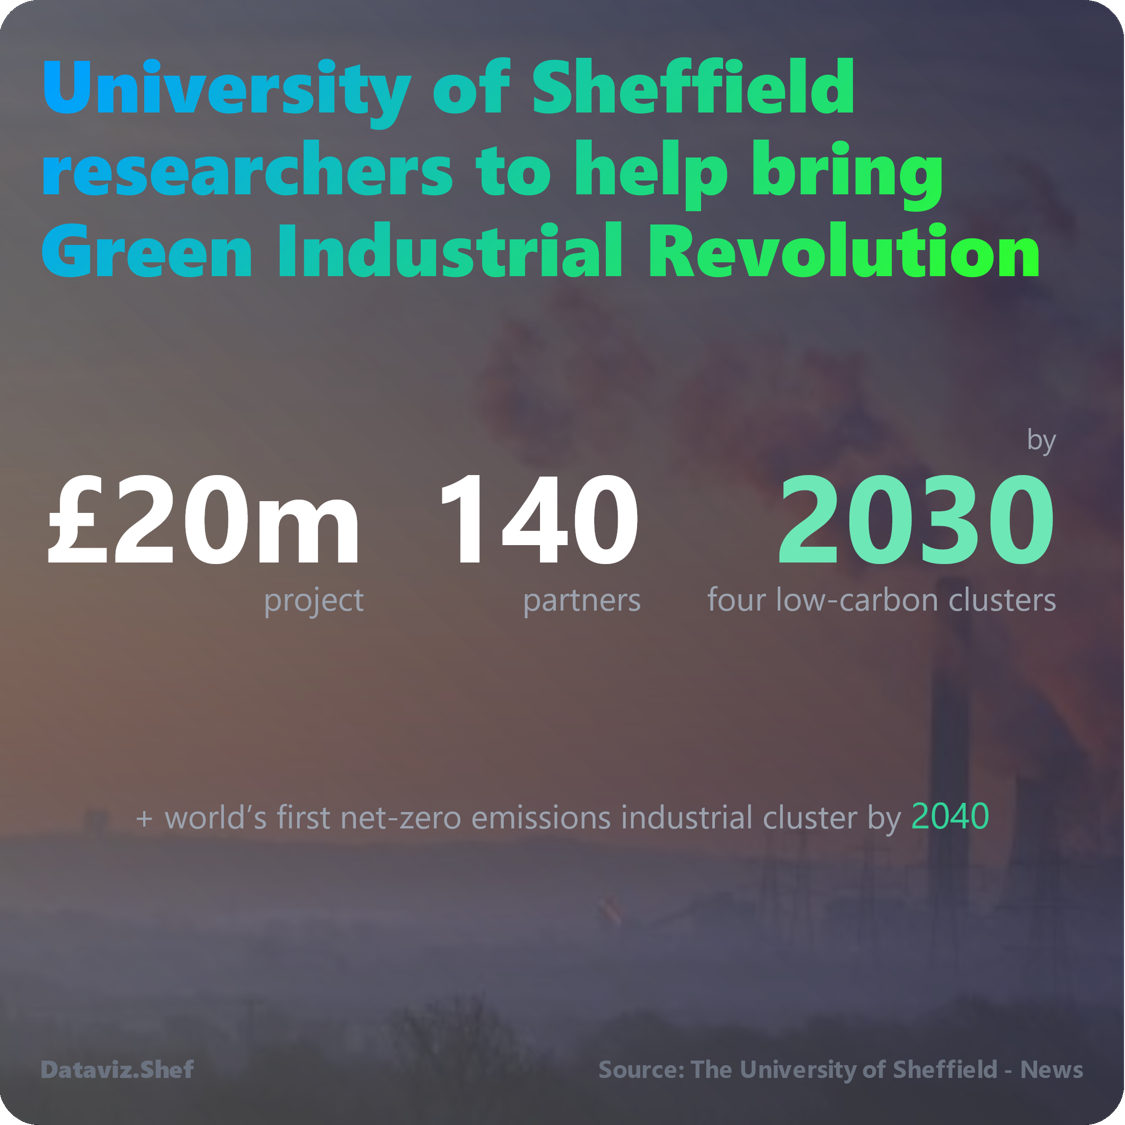 University of Sheffield
researchers to help bring
Green Industrial Revolution
£20m
project
140
partners
by
2030
four low-carbon clusters
+ world’s first net-zero emissions industrial cluster by 2040
Dataviz.Shef
Source: The University of Sheffield - News